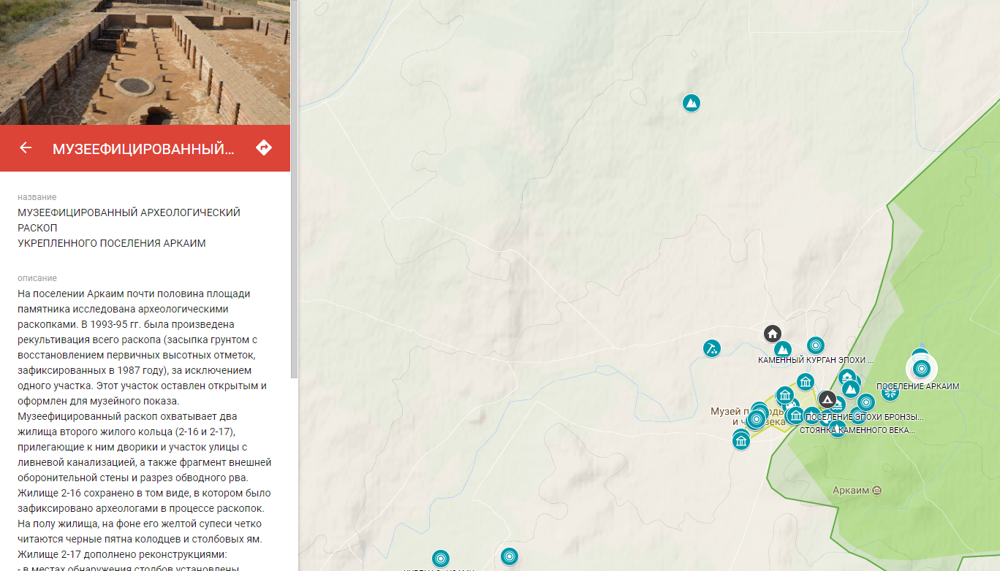 МУЗЕЕФИЦИРОВАННЫЙ...
название
МУЗЕЕФИЦИРОВАННЫЙ АРХЕОЛОГИЧЕСКИЙ
РАСКОП
УКРЕПЛЕННОГО ПОСЕЛЕНИЯ АРКАИМ
описание
На поселении Аркаим почти половина площади
памятника исследована археологическими
раскопками. В 1993-95 гг. была произведена
рекультивация всего раскопа (засыпка грунтом с
восстановлением первичных высотных отметок,
зафиксированных в 1987 году), за исключением
одного участка. Этот участок оставлен открытым и
оформлен для музейного показа.
Музеефицированный раскоп охватывает два
жилища второго жилого кольца (2-16 и 2-17),
прилегающие к ним дворики и участок улицы с
ливневой канализацией, а также фрагмент внешней
оборонительной стены и разрез обводного рва.
Жилище 2-16 сохранено в том виде, в котором было
зафиксировано археологами в процессе раскопок.
На полу жилища, на фоне его желтой супеси четко
читаются черные пятна колодцев и столбовых ям.
Жилище 2-17 дополнено реконструкциями:
- в местах обнаружения столбов установлены
КАМЕННЫЙ КУРГАН ЭПОХИ ...
ПОСЕЛЕНИЕ АРКАИМ
Музей
и
ПОСЕЛЕНИЕ ЭПОХИ БРОНЗЫ...
СТОЯНКА КАМЕННОГО ВЕКА...
Аркаим